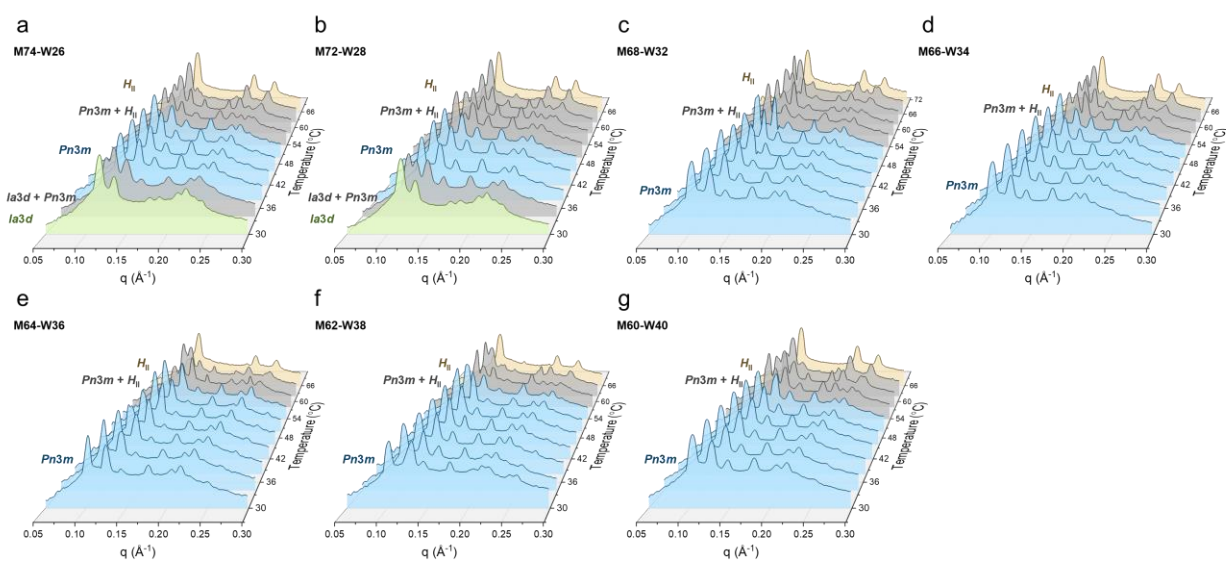 a
M74-W26
H_II
Pn3m + H_II
Pn3m
Ia3d + Pn3m
Ia3d
66
60
54
48
42
36
30
Temperature (°C)
0.05 0.10 0.15 0.20 0.25 0.30
q (Å⁻¹)
b
M72-W28
H_II
Pn3m + H_II
Pn3m
Ia3d + Pn3m
Ia3d
66
60
54
48
42
36
30
Temperature (°C)
0.05 0.10 0.15 0.20 0.25 0.30
q (Å⁻¹)
c
M68-W32
H_II
Pn3m + H_II
Pn3m
72
66
60
54
48
42
36
30
Temperature (°C)
0.05 0.10 0.15 0.20 0.25 0.30
q (Å⁻¹)
d
M66-W34
H_II
Pn3m + H_II
Pn3m
66
60
54
48
42
36
30
Temperature (°C)
0.05 0.10 0.15 0.20 0.25 0.30
q (Å⁻¹)
e
M64-W36
H_II
Pn3m + H_II
Pn3m
66
60
54
48
42
36
30
Temperature (°C)
0.05 0.10 0.15 0.20 0.25 0.30
q (Å⁻¹)
f
M62-W38
H_II
Pn3m + H_II
Pn3m
66
60
54
48
42
36
30
Temperature (°C)
0.05 0.10 0.15 0.20 0.25 0.30
q (Å⁻¹)
g
M60-W40
H_II
Pn3m + H_II
Pn3m
66
60
54
48
42
36
30
Temperature (°C)
0.05 0.10 0.15 0.20 0.25 0.30
q (Å⁻¹)